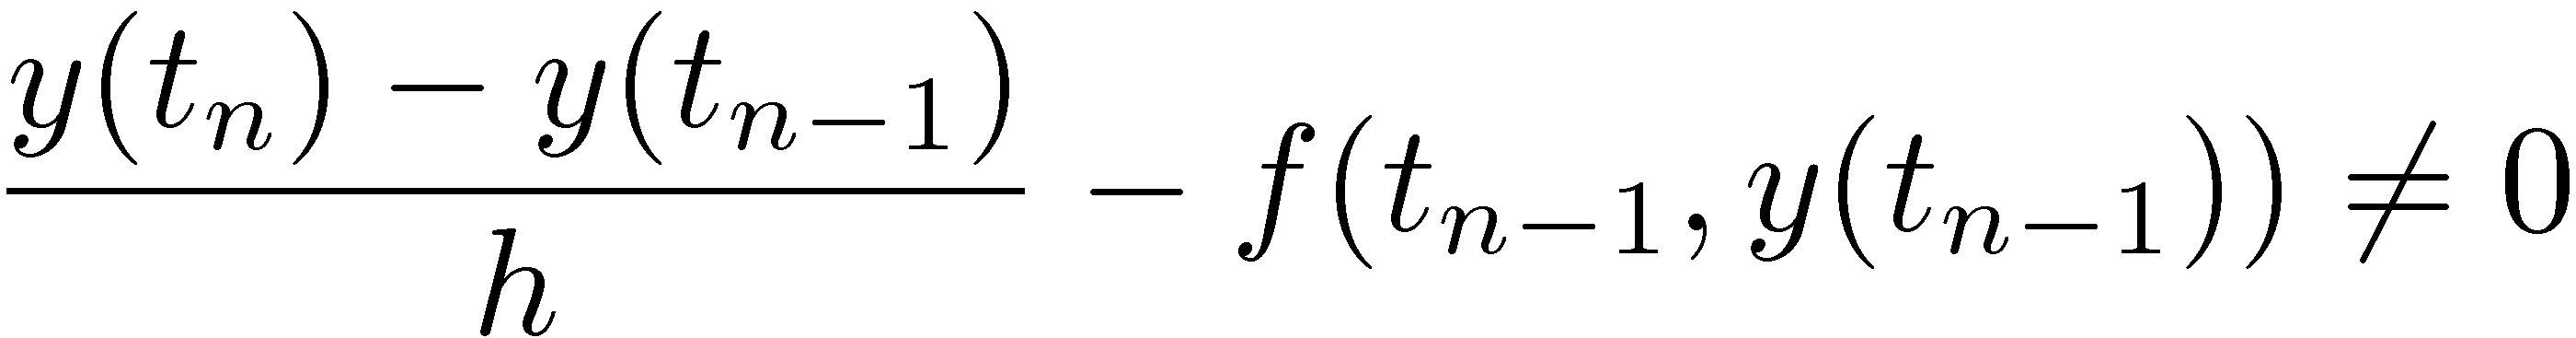 \frac{y(t_n) - y(t_{n-1})}{h} - f(t_{n-1}, y(t_{n-1})) \neq 0